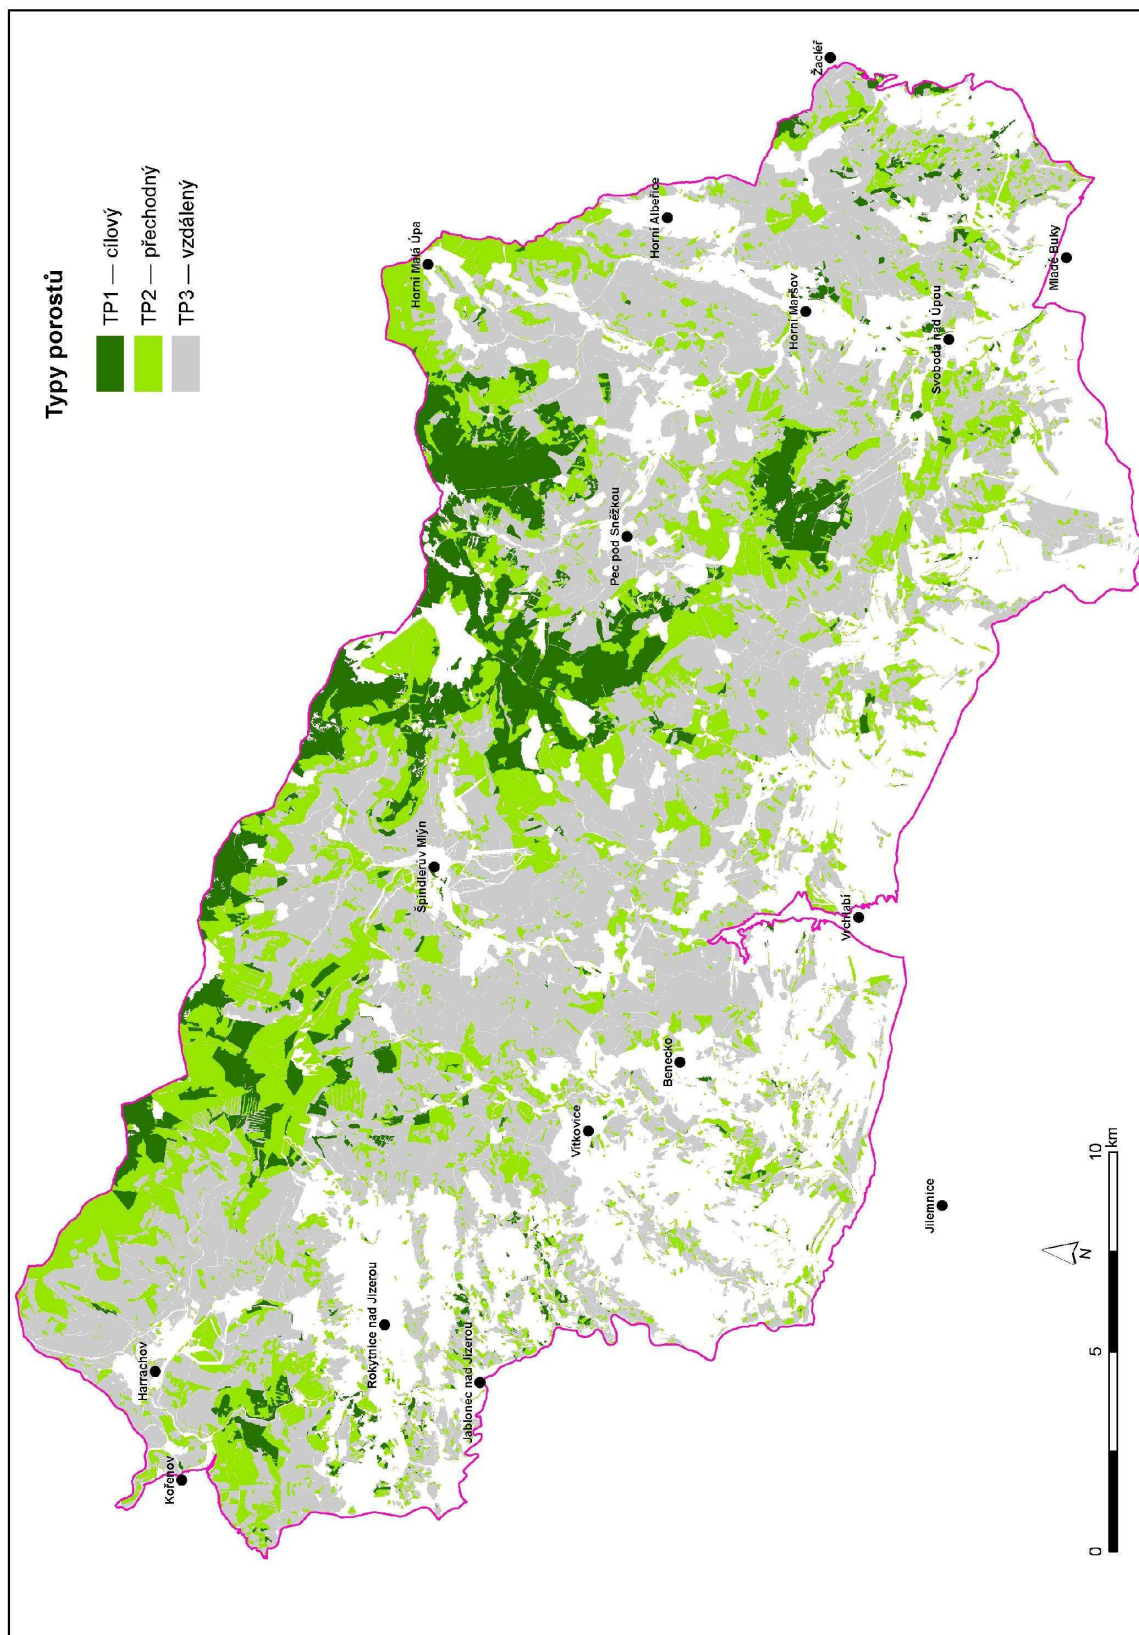 Typy porostů
TP1 — cílový
TP2 — přechodný
TP3 — vzdálený
Kořenov
Harrachov
Rokytnice nad Jizerou
Jablonec nad Jizerou
Vítkovice
Benecko
Jilemnice
Vrchlabí
Špindlerův Mlýn
Pec pod Sněžkou
Horní Malá Úpa
Horní Albeřice
Horní Maršov
Svoboda nad Úpou
Mladé Buky
Žacléř
N
0
5
10
km